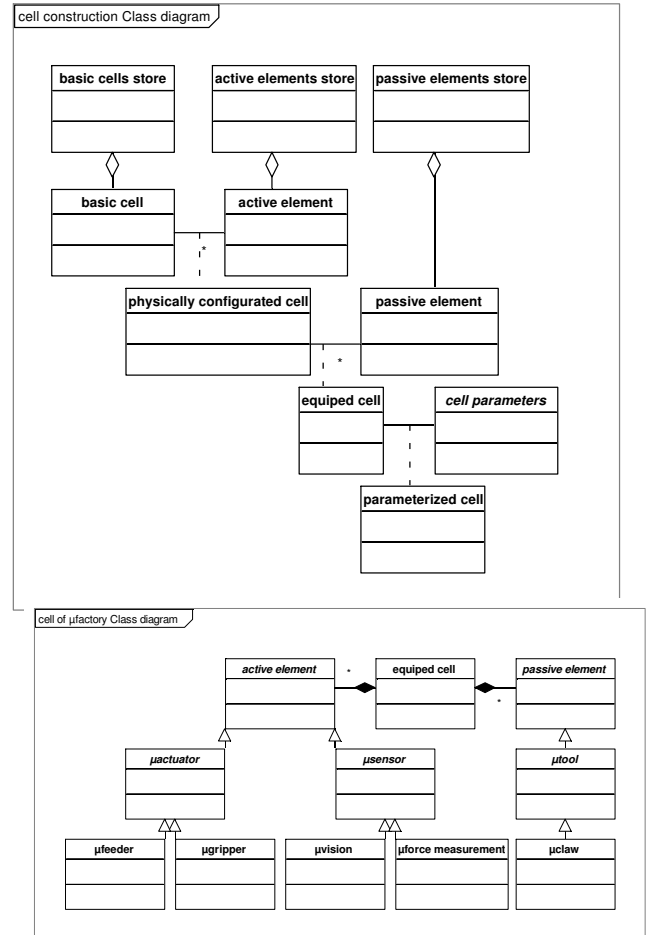 cell construction Class diagram
basic cells store
active elements store
passive elements store
basic cell
active element
*
physically configurated cell
passive element
*
equiped cell
cell parameters
parameterized cell
cell of µfactory Class diagram
active element
*
equiped cell
passive element
*
µactuator
µsensor
µtool
µfeeder
µgripper
µvision
µforce measurement
µclaw